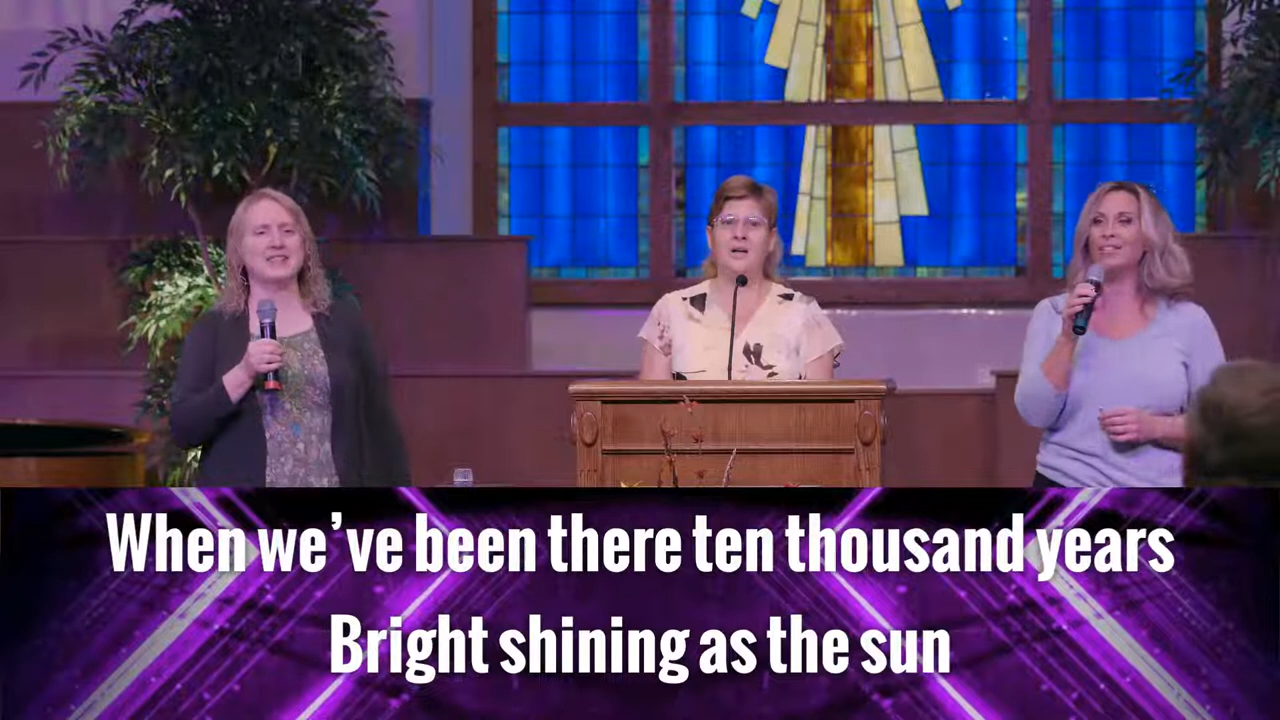 When we’ve been there ten thousand years
Bright shining as the sun